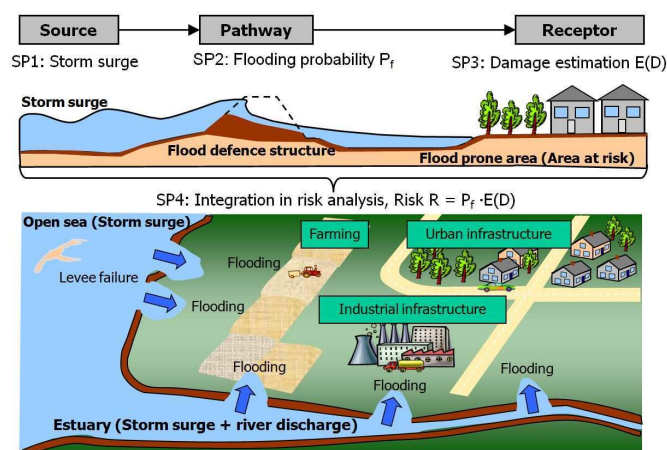 Source
Pathway
Receptor
SP1: Storm surge
SP2: Flooding probability Pf
SP3: Damage estimation E(D)
Storm surge
Flood defence structure
Flood prone area (Area at risk)
SP4: Integration in risk analysis, Risk R = Pf ·E(D)
Open sea (Storm surge)
Farming
Urban infrastructure
Levee failure
Flooding
Flooding
Industrial infrastructure
Flooding
Flooding
Flooding
Estuary (Storm surge + river discharge)